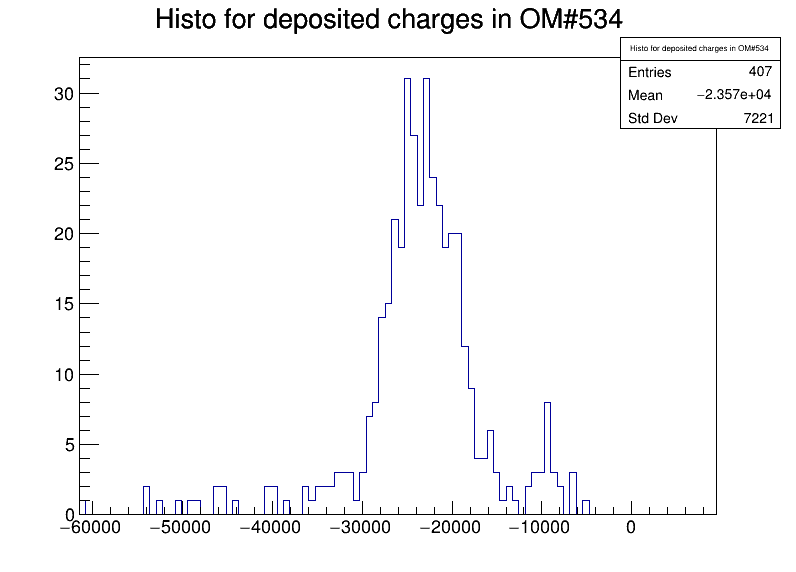 Histo for deposited charges in OM#534
Histo for deposited charges in OM#534
Entries 407
Mean −2.357e+04
Std Dev 7221
30
25
20
15
10
5
0
−60000 −50000 −40000 −30000 −20000 −10000 0